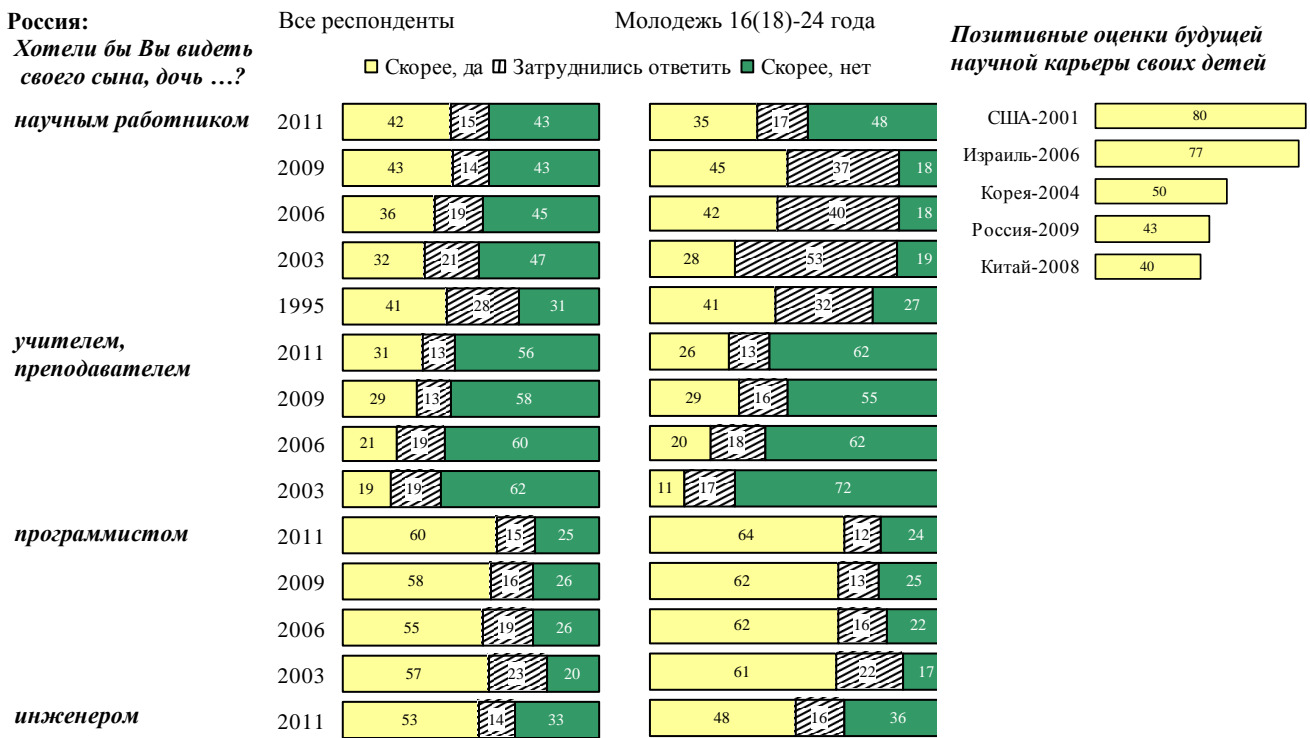 Россия:
Хотели бы Вы видеть
своего сына, дочь …?
Все респонденты
Молодежь 16(18)-24 года
Скорее, да Затруднились ответить Скорее, нет
научным работником
2011 42 15 43 35 17 48
2009 43 14 43 45 37 18
2006 36 19 45 42 40 18
2003 32 21 47 28 53 19
1995 41 28 31 41 32 27
учителем,
преподавателем
2011 31 13 56 26 13 62
2009 29 13 58 29 16 55
2006 21 19 60 20 18 62
2003 19 19 62 11 17 72
программистом
2011 60 15 25 64 12 24
2009 58 16 26 62 13 25
2006 55 19 26 62 16 22
2003 57 23 20 61 22 17
инженером
2011 53 14 33 48 16 36
Позитивные оценки будущей
научной карьеры своих детей
США-2001 80
Израиль-2006 77
Корея-2004 50
Россия-2009 43
Китай-2008 40